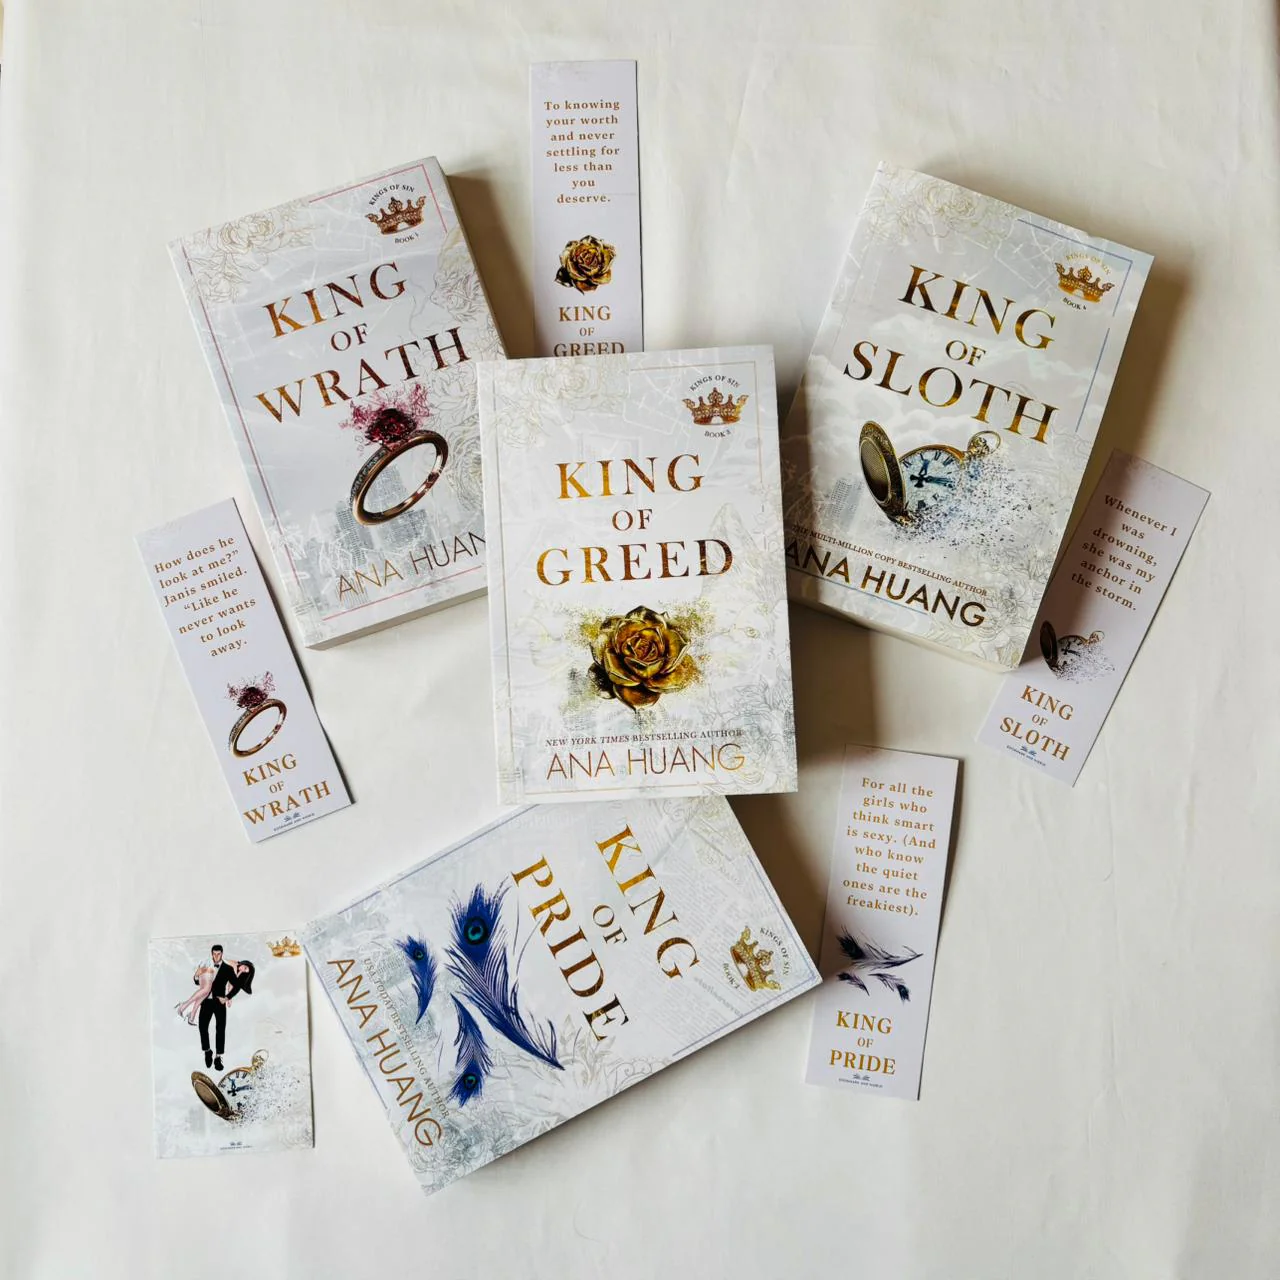 To knowing
your worth
and never
settling for
less than
you
deserve.
KING
OF
GREED
KINGS OF SIN
BOOK 1
KING
OF
WRATH
ANA HUAN
KINGS OF SIN
BOOK 4
KING
OF
SLOTH
THE MULTI-MILLION COPY BESTSELLING AUTHOR
ANA HUANG
KINGS OF SIN
BOOK 3
KING
OF
GREED
NEW YORK TIMES BESTSELLING AUTHOR
ANA HUANG
How does he
look at me?"
Janis smiled.
"Like he
never wants
to look
away.
KING
OF
WRATH
Whenever I
was
drowning,
she was my
anchor in
the storm.
KING
OF
SLOTH
For all the
girls who
think smart
is sexy. (And
who know
the quiet
ones are the
freakiest).
KING
OF
PRIDE
KINGS OF SIN
BOOK 2
KING
OF
PRIDE
USA TODAY BESTSELLING AUTHOR
ANA HUANG